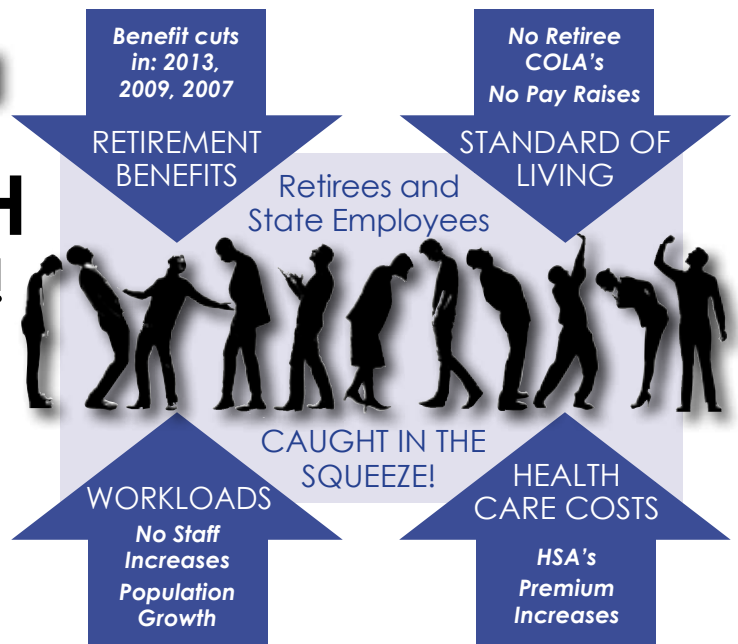 Benefit cuts
in: 2013,
2009, 2007
RETIREMENT
BENEFITS
No Retiree
COLA's
No Pay Raises
STANDARD OF
LIVING
H
!
Retirees and
State Employees
CAUGHT IN THE
SQUEEZE!
WORKLOADS
No Staff
Increases
Population
Growth
HEALTH
CARE COSTS
HSA's
Premium
Increases